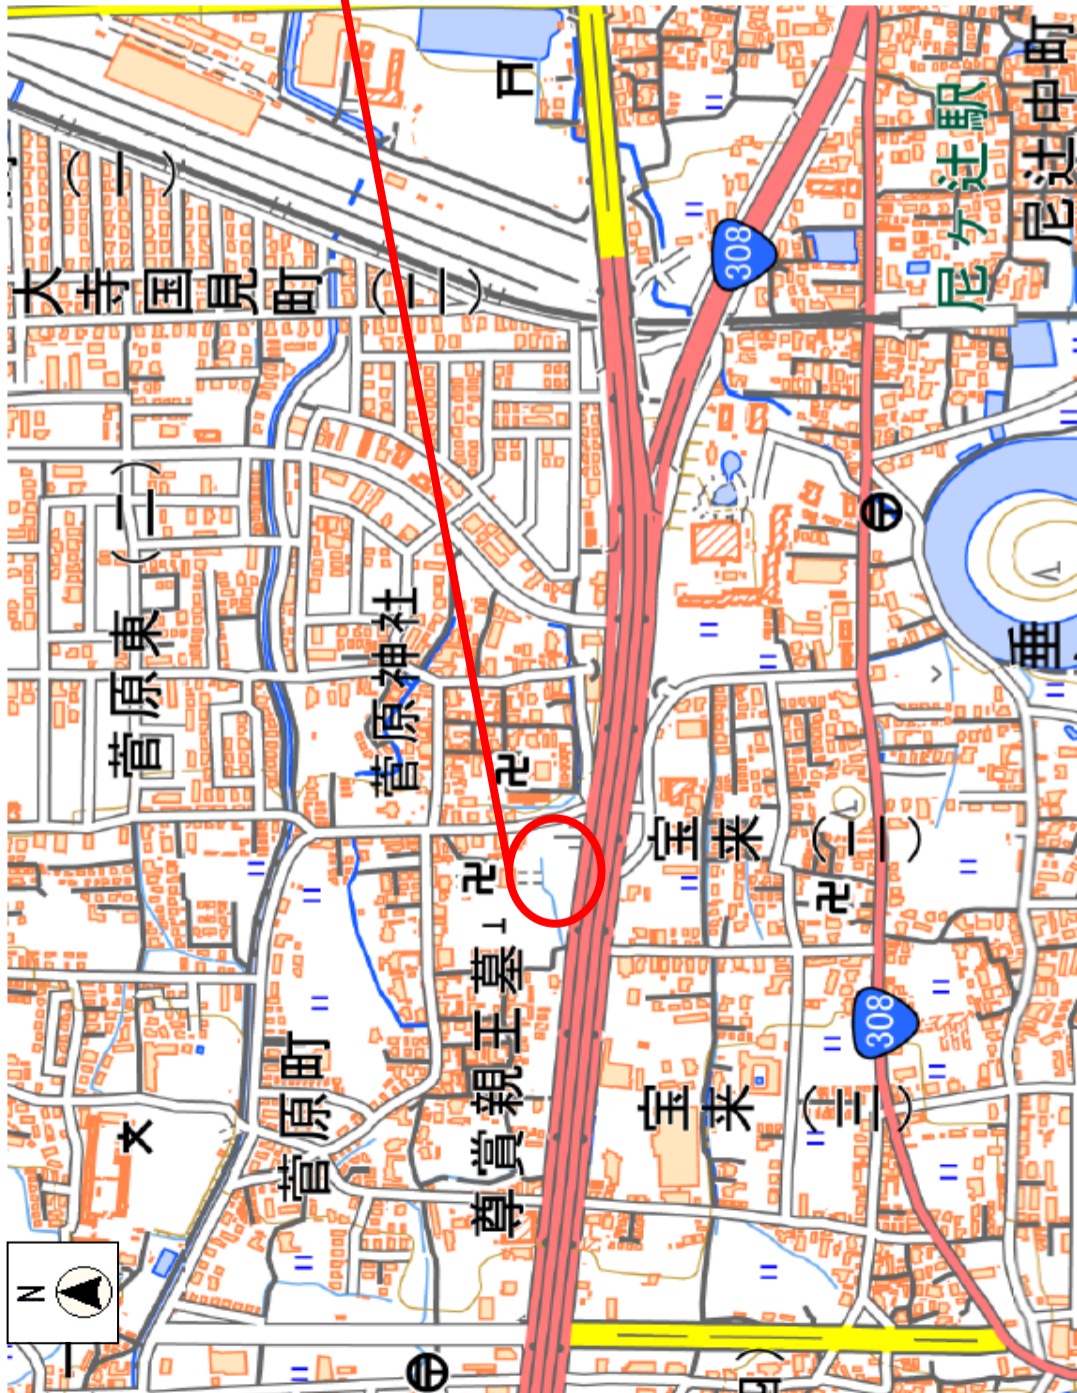 尼辻中町
尼ヶ辻駅
308
大寺国見町(三)
(一)
菅原東(二)
菅原神社
宝来(二)
尊賞親王墓
308
宝来(三)
菅原町
垂
文
N